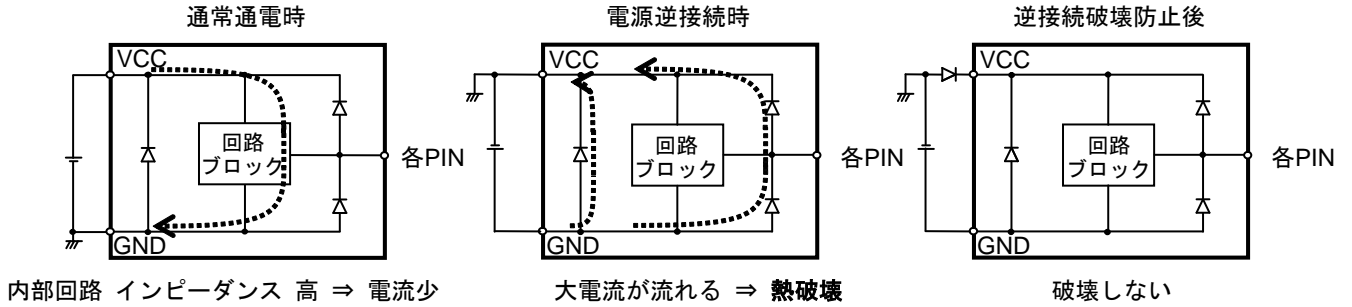 通常通電時
VCC
回路
ブロック
各PIN
GND
内部回路 インピーダンス 高 ⇒ 電流少
電源逆接続時
VCC
回路
ブロック
各PIN
GND
大電流が流れる ⇒ 熱破壊
逆接続破壊防止後
VCC
回路
ブロック
各PIN
GND
破壊しない